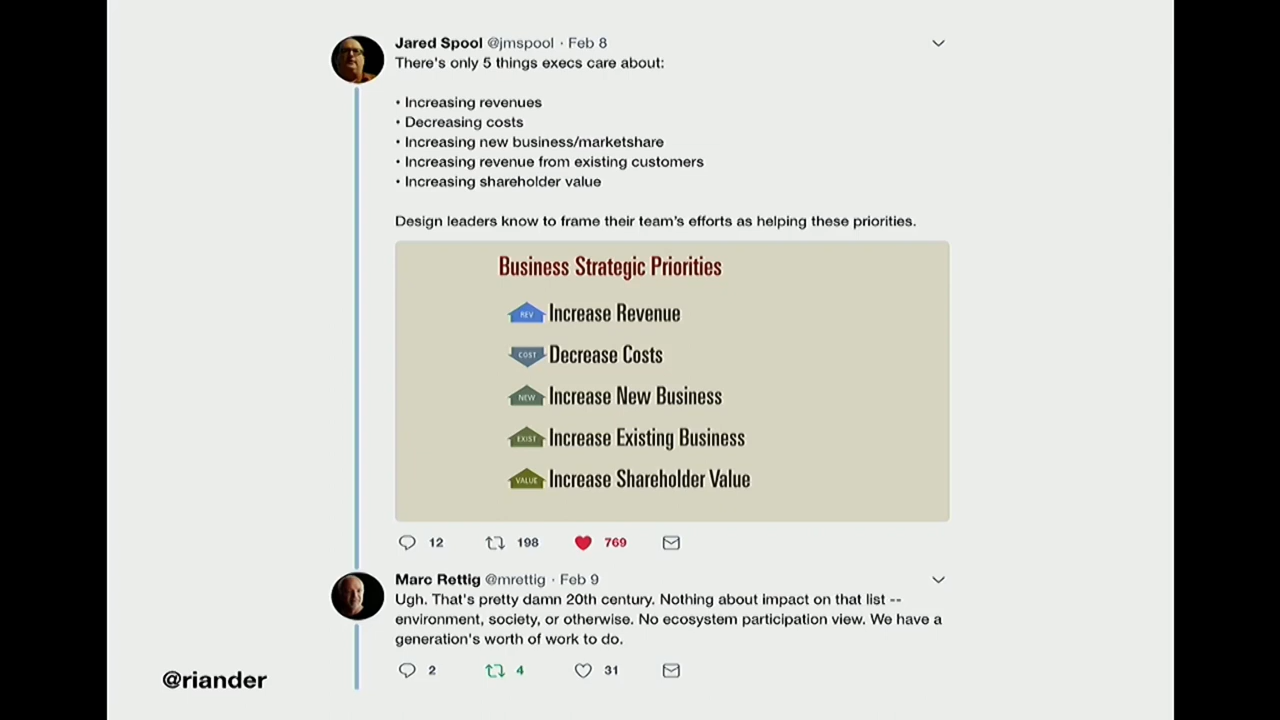 Jared Spool @jmspool · Feb 8
There's only 5 things execs care about:
• Increasing revenues
• Decreasing costs
• Increasing new business/marketshare
• Increasing revenue from existing customers
• Increasing shareholder value
Design leaders know to frame their team's efforts as helping these priorities.
Business Strategic Priorities
REV Increase Revenue
COST Decrease Costs
NEW Increase New Business
EXIST Increase Existing Business
VALUE Increase Shareholder Value
12 198 769
Marc Rettig @mrettig · Feb 9
Ugh. That's pretty damn 20th century. Nothing about impact on that list --
environment, society, or otherwise. No ecosystem participation view. We have a
generation's worth of work to do.
2 4 31
@riander